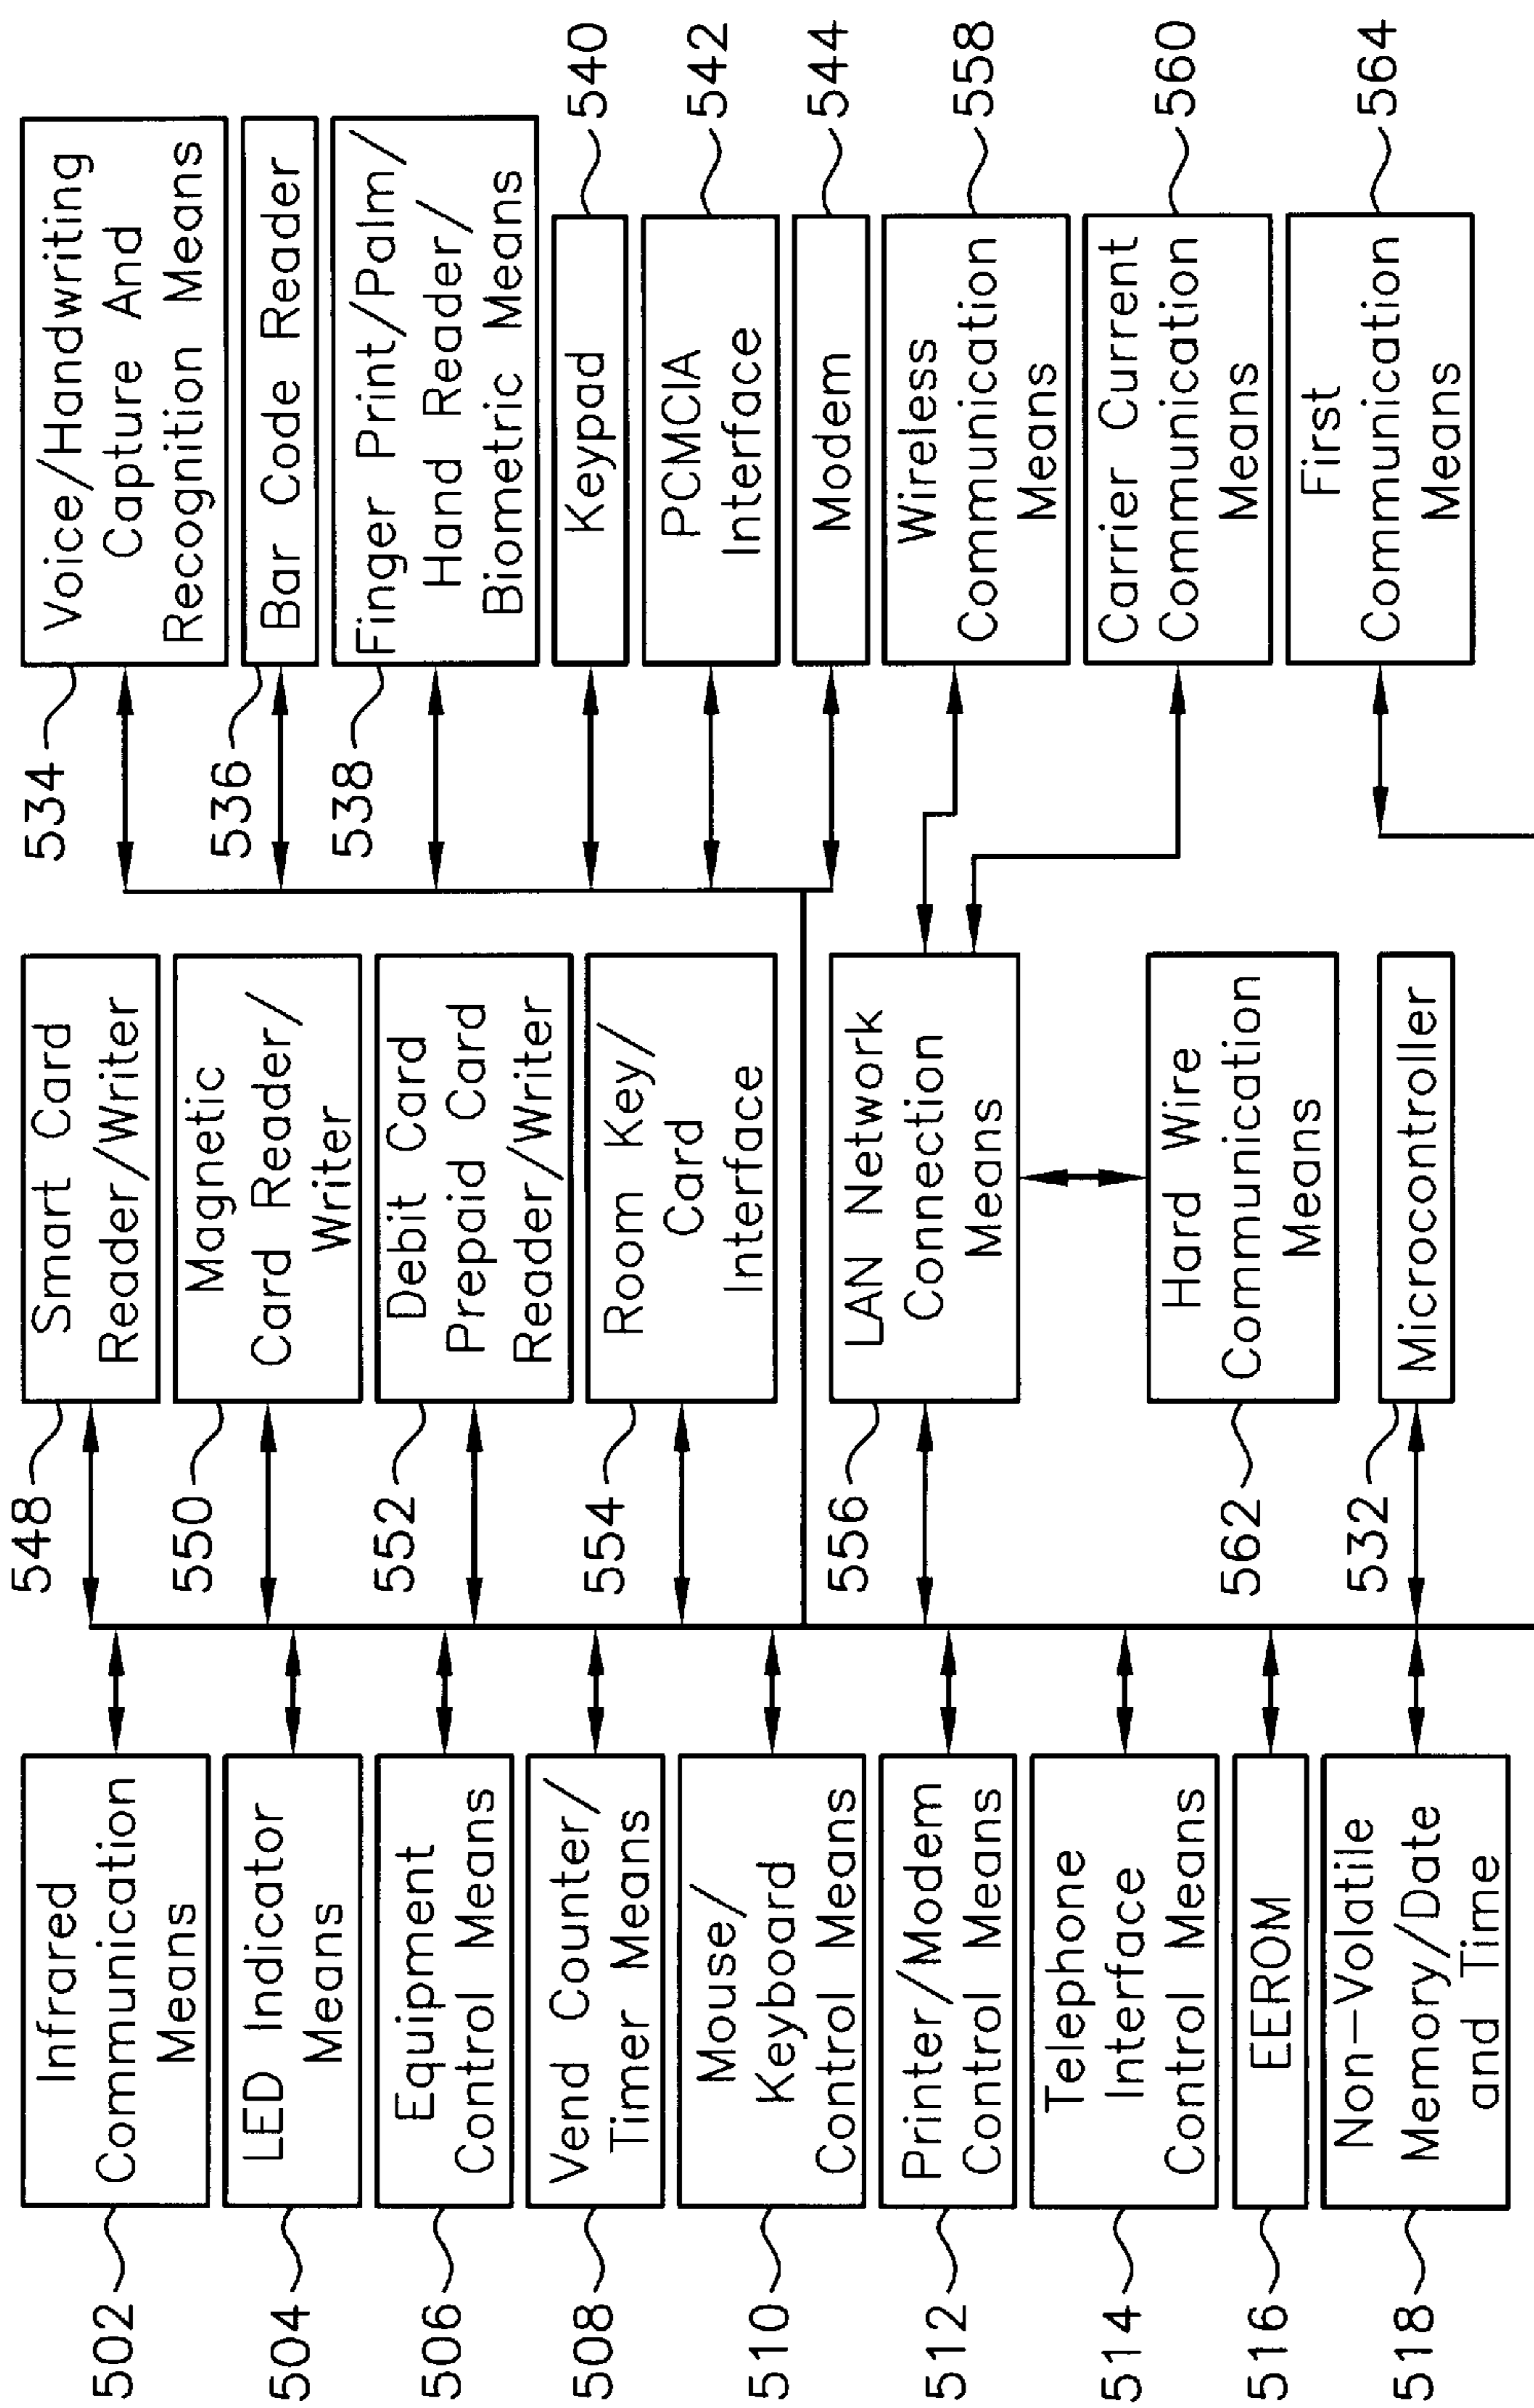 502
Infrared
Communication
Means
504
LED Indicator
Means
506
Equipment
Control Means
508
Vend Counter/
Timer Means
510
Mouse/
Keyboard
Control Means
512
Printer/Modem
Control Means
514
Telephone
Interface
Control Means
516
EEROM
518
Non-Volatile
Memory/Date
and Time
548
Smart Card
Reader/Writer
550
Magnetic
Card Reader/
Writer
552
Debit Card
Prepaid Card
Reader/Writer
554
Room Key/
Card
Interface
556
LAN Network
Connection
Means
562
Hard Wire
Communication
Means
532
Microcontroller
534
Voice/Handwriting
Capture And
Recognition Means
536
Bar Code Reader
538
Finger Print/Palm/
Hand Reader/
Biometric Means
Keypad
540
PCMCIA
Interface
542
Modem
544
Wireless
Communication
Means
558
Carrier Current
Communication
Means
560
First
Communication
Means
564